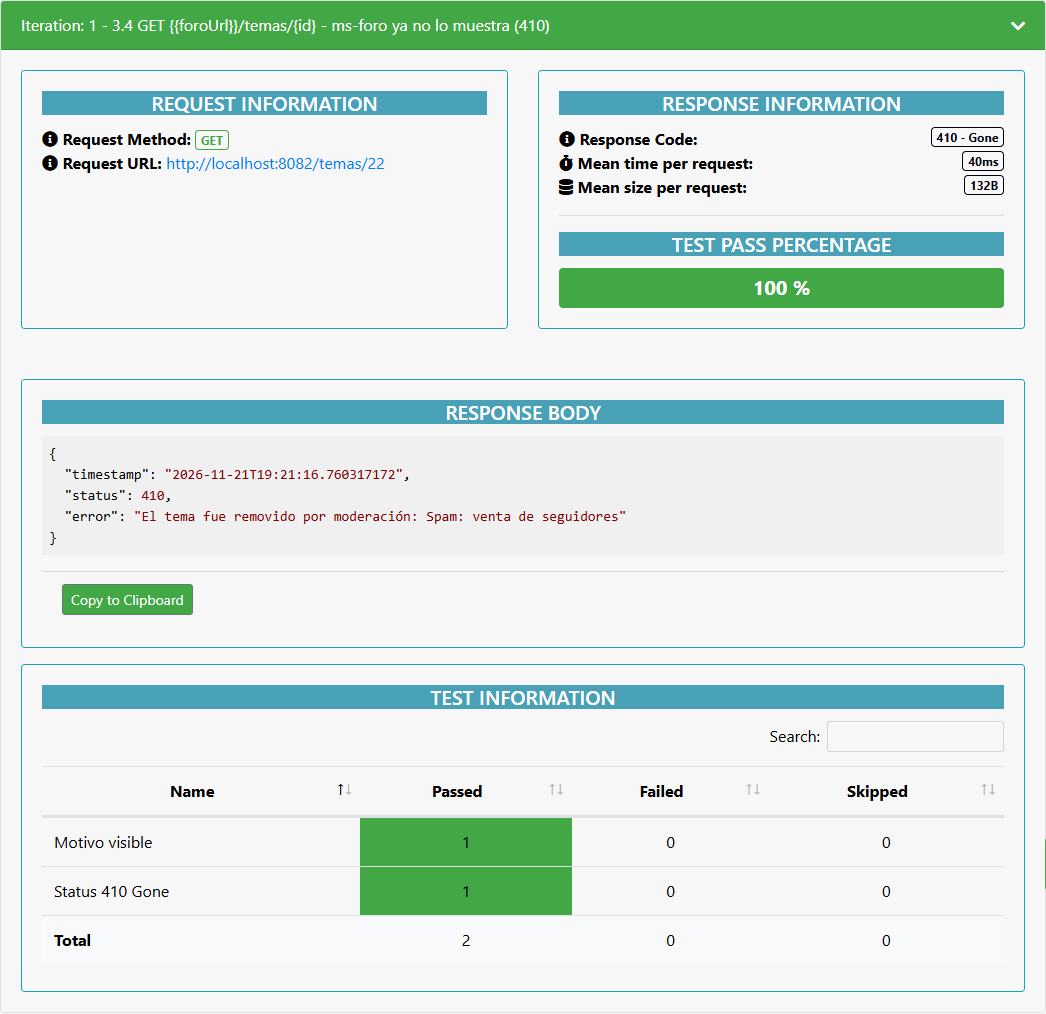 Iteration: 1 - 3.4 GET {{foroUrl}}/temas/{id} - ms-foro ya no lo muestra (410)
REQUEST INFORMATION
Request Method: GET
Request URL: http://localhost:8082/temas/22
RESPONSE INFORMATION
Response Code: 410 - Gone
Mean time per request: 40ms
Mean size per request: 132B
TEST PASS PERCENTAGE
100 %
RESPONSE BODY
{
  "timestamp": "2026-11-21T19:21:16.760317172",
  "status": 410,
  "error": "El tema fue removido por moderación: Spam: venta de seguidores"
}
Copy to Clipboard
TEST INFORMATION
Search:
Name Passed Failed Skipped
Motivo visible 1 0 0
Status 410 Gone 1 0 0
Total 2 0 0